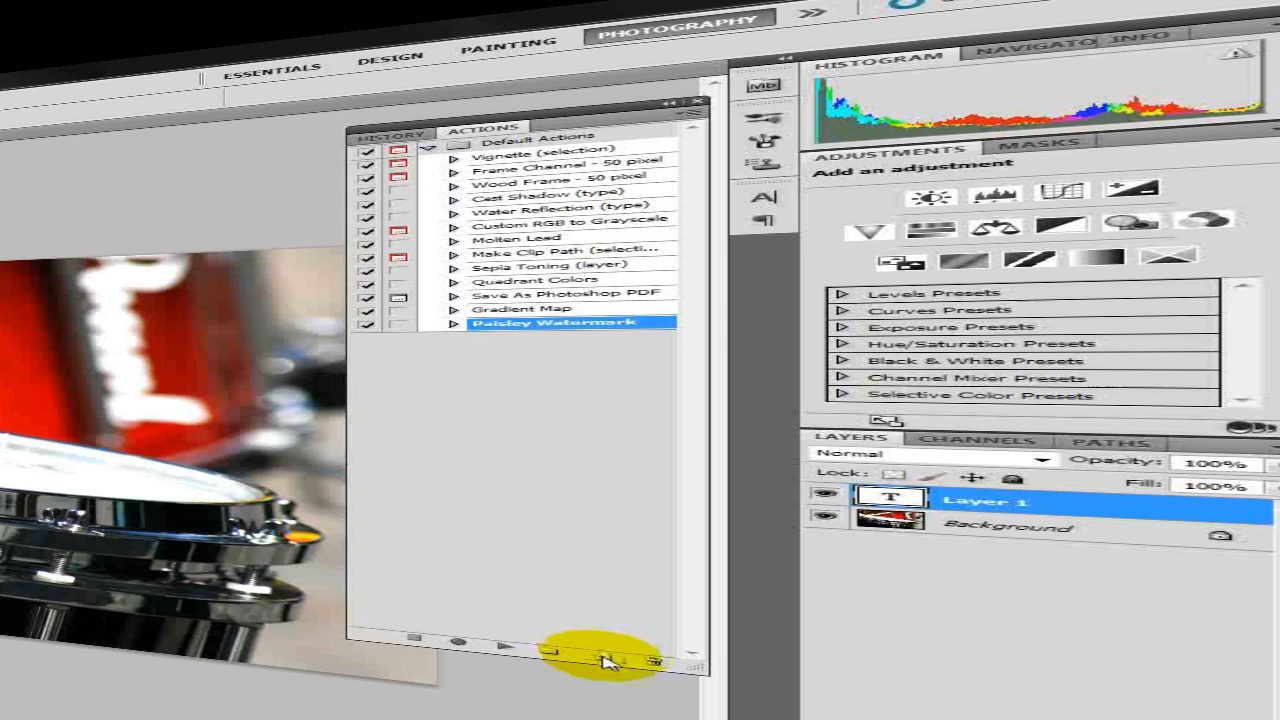 ESSENTIALS DESIGN PAINTING PHOTOGRAPHY >>
HISTORY ACTIONS
Default Actions
Vignette (selection)
Frame Channel - 50 pixel
Wood Frame - 50 pixel
Cast Shadow (type)
Water Reflection (type)
Custom RGB to Grayscale
Molten Lead
Make Clip Path (selecti...
Sepia Toning (layer)
Quadrant Colors
Save As Photoshop PDF
Gradient Map
Paisley Watermark
Mb
A
HISTOGRAM NAVIGATO INFO
ADJUSTMENTS MASKS
Add an adjustment
Levels Presets
Curves Presets
Exposure Presets
Hue/Saturation Presets
Black & White Presets
Channel Mixer Presets
Selective Color Presets
LAYERS CHANNELS PATHS
Normal Opacity: 100%
Lock: Fill: 100%
T Layer 1
Background